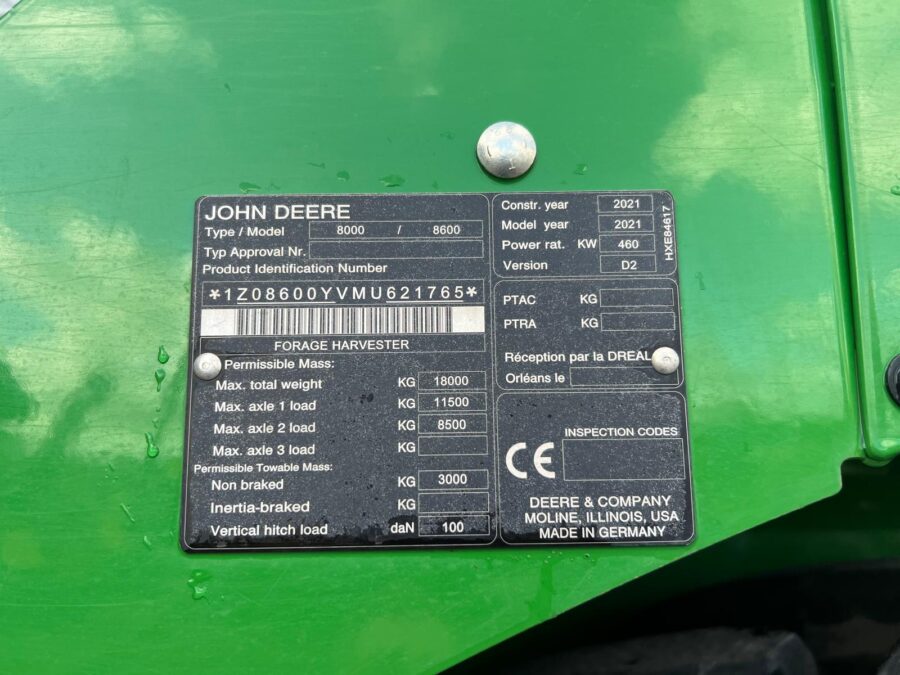 JOHN DEERE
Type / Model 8000 / 8600
Typ Approval Nr.
Product Identification Number
*1Z08600YVMU621765*
FORAGE HARVESTER
Permissible Mass:
Max. total weight KG 18000
Max. axle 1 load KG 11500
Max. axle 2 load KG 8500
Max. axle 3 load KG
Permissible Towable Mass:
Non braked KG 3000
Inertia-braked KG
Vertical hitch load daN 100
Constr. year 2021
Model year 2021
Power rat. KW 460
Version D2
HXE84617
PTAC KG
PTRA KG
Réception par la DREAL
Orléans le
CE
INSPECTION CODES
DEERE & COMPANY
MOLINE, ILLINOIS, USA
MADE IN GERMANY